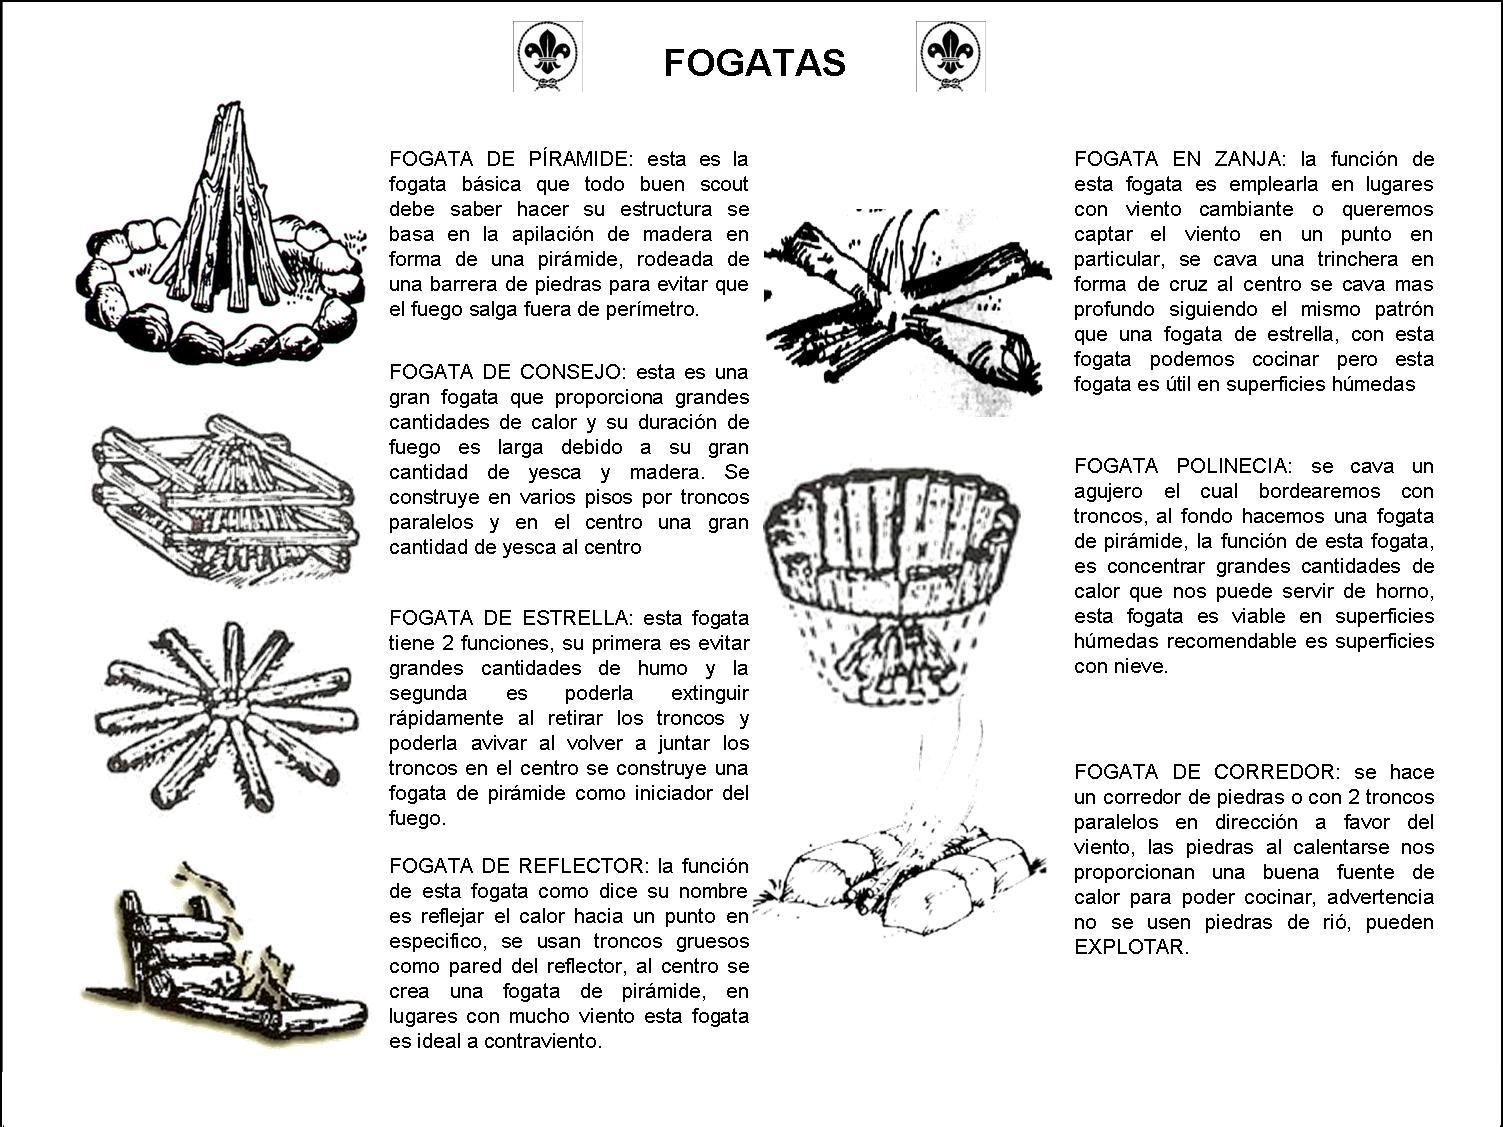 FOGATAS
FOGATA DE PÍRAMIDE: esta es la
fogata básica que todo buen scout
debe saber hacer su estructura se
basa en la apilación de madera en
forma de una pirámide, rodeada de
una barrera de piedras para evitar que
el fuego salga fuera de perímetro.
FOGATA DE CONSEJO: esta es una
gran fogata que proporciona grandes
cantidades de calor y su duración de
fuego es larga debido a su gran
cantidad de yesca y madera. Se
construye en varios pisos por troncos
paralelos y en el centro una gran
cantidad de yesca al centro
FOGATA DE ESTRELLA: esta fogata
tiene 2 funciones, su primera es evitar
grandes cantidades de humo y la
segunda es poderla extinguir
rápidamente al retirar los troncos y
poderla avivar al volver a juntar los
troncos en el centro se construye una
fogata de pirámide como iniciador del
fuego.
FOGATA DE REFLECTOR: la función
de esta fogata como dice su nombre
es reflejar el calor hacia un punto en
especifico, se usan troncos gruesos
como pared del reflector, al centro se
crea una fogata de pirámide, en
lugares con mucho viento esta fogata
es ideal a contraviento.
FOGATA EN ZANJA: la función de
esta fogata es emplearla en lugares
con viento cambiante o queremos
captar el viento en un punto en
particular, se cava una trinchera en
forma de cruz al centro se cava mas
profundo siguiendo el mismo patrón
que una fogata de estrella, con esta
fogata podemos cocinar pero esta
fogata es útil en superficies húmedas
FOGATA POLINECIA: se cava un
agujero el cual bordearemos con
troncos, al fondo hacemos una fogata
de pirámide, la función de esta fogata,
es concentrar grandes cantidades de
calor que nos puede servir de horno,
esta fogata es viable en superficies
húmedas recomendable es superficies
con nieve.
FOGATA DE CORREDOR: se hace
un corredor de piedras o con 2 troncos
paralelos en dirección a favor del
viento, las piedras al calentarse nos
proporcionan una buena fuente de
calor para poder cocinar, advertencia
no se usen piedras de rió, pueden
EXPLOTAR.